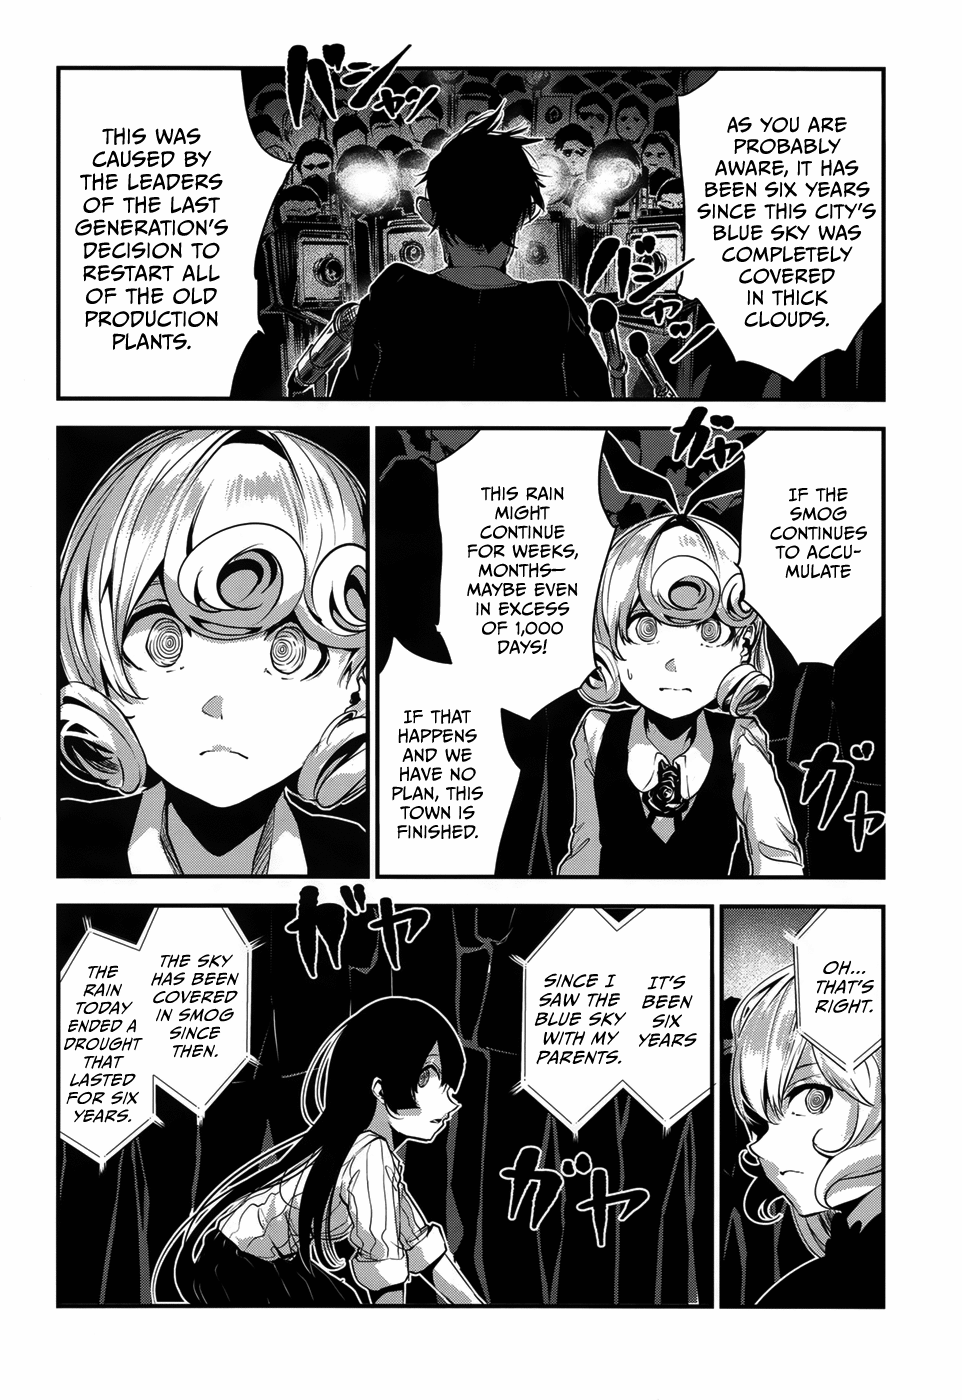 バシャッ
AS YOU ARE
PROBABLY
AWARE, IT HAS
BEEN SIX YEARS
SINCE THIS CITY'S
BLUE SKY WAS
COMPLETELY
COVERED
IN THICK
CLOUDS.
THIS WAS
CAUSED BY
THE LEADERS
OF THE LAST
GENERATION'S
DECISION TO
RESTART ALL
OF THE OLD
PRODUCTION
PLANTS.
ガヤ
IF THE
SMOG
CONTINUES
TO ACCU-
MULATE
THIS RAIN
MIGHT
CONTINUE
FOR WEEKS,
MONTHS—
MAYBE EVEN
IN EXCESS
OF 1,000
DAYS!
IF THAT
HAPPENS
AND WE
HAVE NO
PLAN, THIS
TOWN IS
FINISHED.
ガヤ
OH...
THAT'S
RIGHT.
IT'S
BEEN
SIX
YEARS
SINCE I
SAW THE
BLUE SKY
WITH MY
PARENTS.
ガヤ
ガヤ
THE SKY
HAS BEEN
COVERED
IN SMOG
SINCE
THEN.
THE
RAIN
TODAY
ENDED A
DROUGHT
THAT
LASTED
FOR SIX
YEARS.